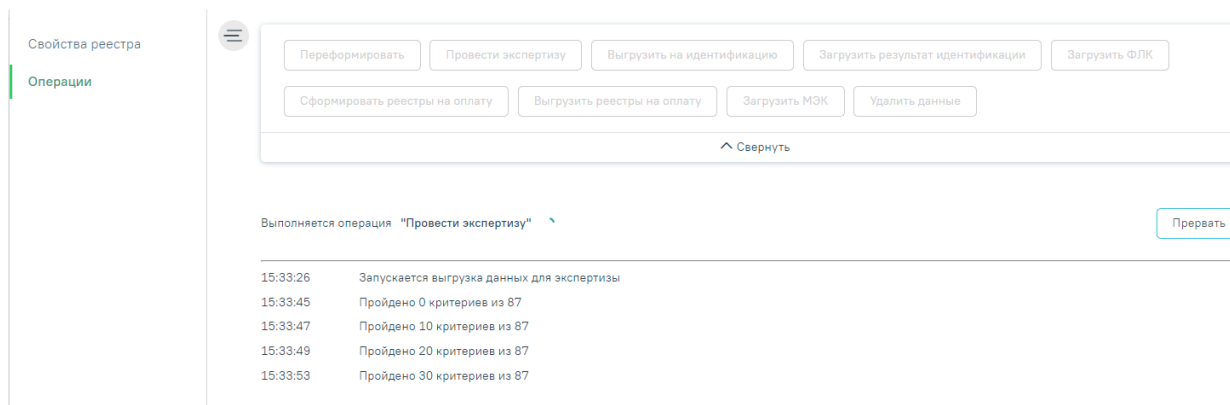 Свойства реестра
Операции
Переформировать Провести экспертизу Выгрузить на идентификацию Загрузить результат идентификации Загрузить ФЛК
Сформировать реестры на оплату Выгрузить реестры на оплату Загрузить МЭК Удалить данные
Свернуть
Выполняется операция "Провести экспертизу" Прервать
15:33:26 Запускается выгрузка данных для экспертизы
15:33:45 Пройдено 0 критериев из 87
15:33:47 Пройдено 10 критериев из 87
15:33:49 Пройдено 20 критериев из 87
15:33:53 Пройдено 30 критериев из 87